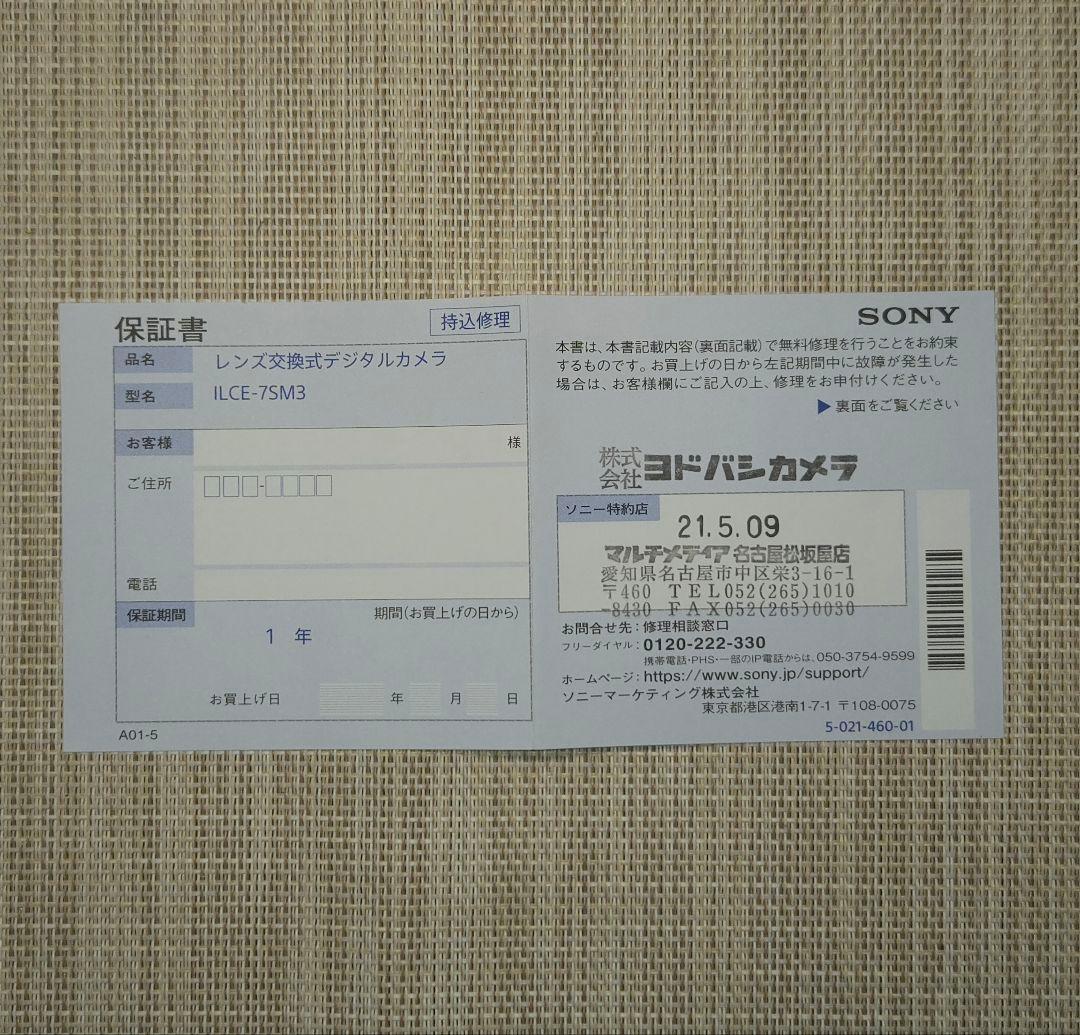 保証書
持込修理
品名 レンズ交換式デジタルカメラ
型名 ILCE-7SM3
お客様 様
ご住所
電話
保証期間 期間(お買上げの日から)
1 年
お買上げ日 年 月 日
A01-5
SONY
本書は、本書記載内容(裏面記載)で無料修理を行うことをお約束
するものです。お買上げの日から左記期間中に故障が発生した
場合は、お客様欄にご記入の上、修理をお申付けください。
▶裏面をご覧ください
株式会社ヨドバシカメラ
ソニー特約店
21.5.09
マルチメディア名古屋松坂屋店
愛知県名古屋市中区栄3-16-1
〒460 TEL052(265)1010
-8430 FAX052(265)0030
お問合せ先:修理相談窓口
フリーダイヤル:0120-222-330
携帯電話・PHS・一部のIP電話からは、050-3754-9599
ホームページ:https://www.sony.jp/support/
ソニーマーケティング株式会社
東京都港区港南1-7-1 〒108-0075
5-021-460-01